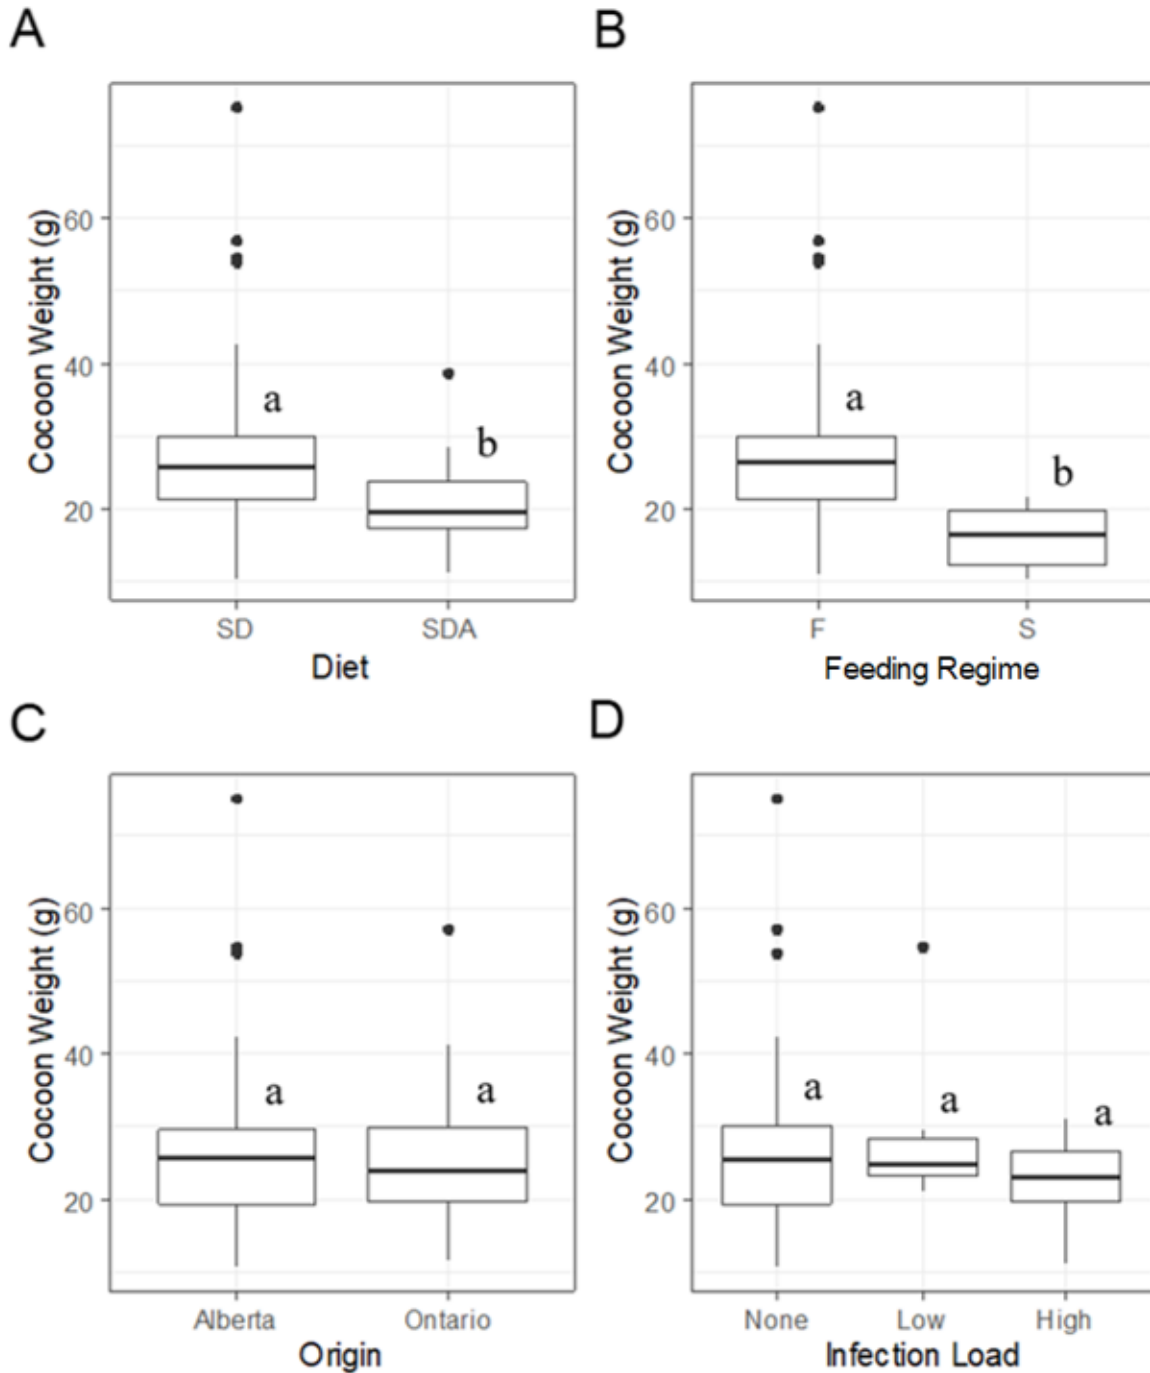 A
Cocoon Weight (g)
60
40
20
a
b
SD
SDA
Diet
B
Cocoon Weight (g)
60
40
20
a
b
F
S
Feeding Regime
C
Cocoon Weight (g)
60
40
20
a
a
Alberta
Ontario
Origin
D
Cocoon Weight (g)
60
40
20
a
a
a
None
Low
High
Infection Load